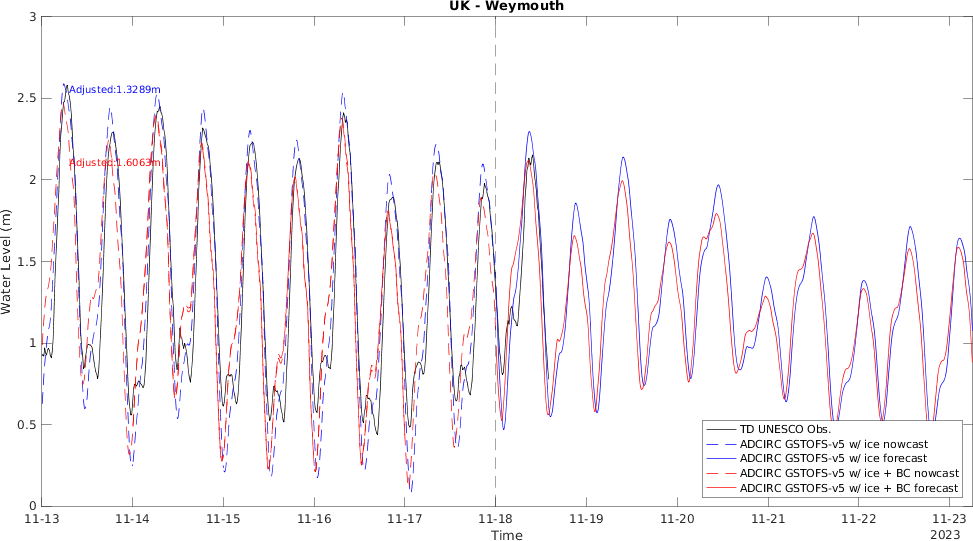 UK - Weymouth
3
2.5
2
1.5
1
0.5
0
Water Level (m)
Adjusted:1.3289m
Adjusted:1.6063m
TD UNESCO Obs.
ADCIRC GSTOFS-v5 w/ ice nowcast
ADCIRC GSTOFS-v5 w/ ice forecast
ADCIRC GSTOFS-v5 w/ ice + BC nowcast
ADCIRC GSTOFS-v5 w/ ice + BC forecast
11-13 11-14 11-15 11-16 11-17 11-18 11-19 11-20 11-21 11-22 11-23
Time
2023